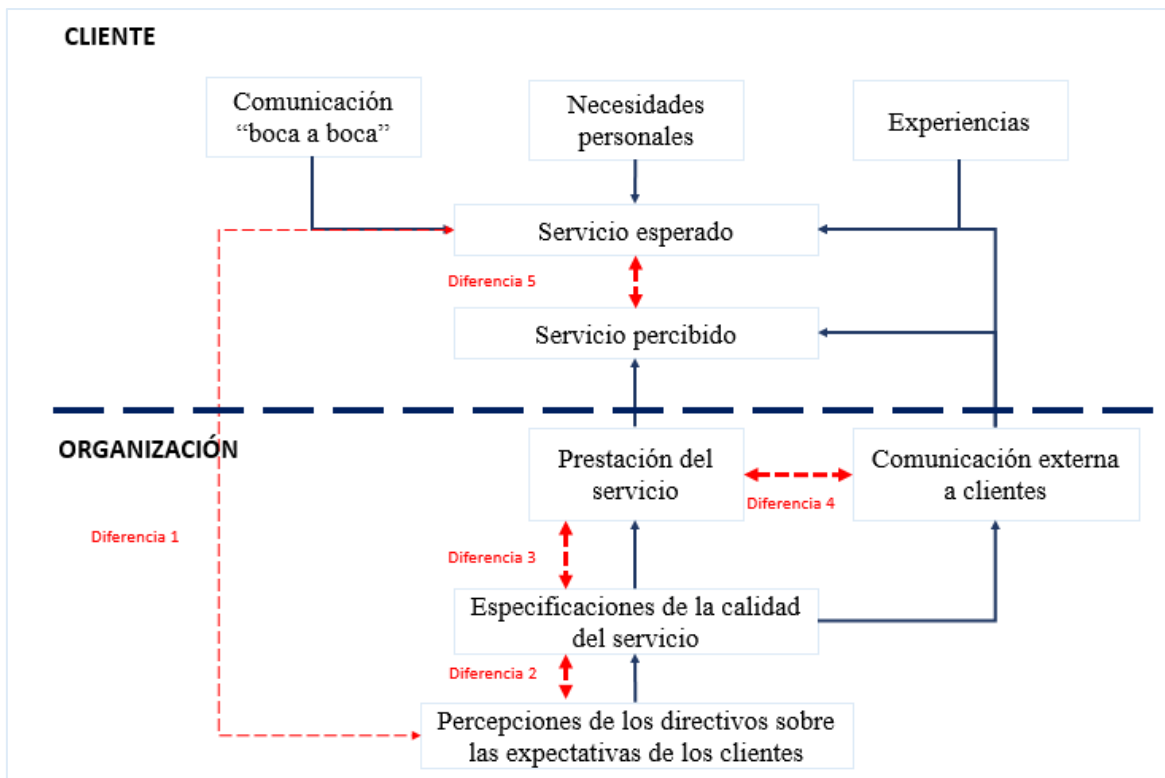 CLIENTE
Comunicación
“boca a boca”
Necesidades
personales
Experiencias
Servicio esperado
Diferencia 5
Servicio percibido
ORGANIZACIÓN
Prestación del
servicio
Comunicación externa
a clientes
Diferencia 4
Diferencia 1
Diferencia 3
Especificaciones de la calidad
del servicio
Diferencia 2
Percepciones de los directivos sobre
las expectativas de los clientes